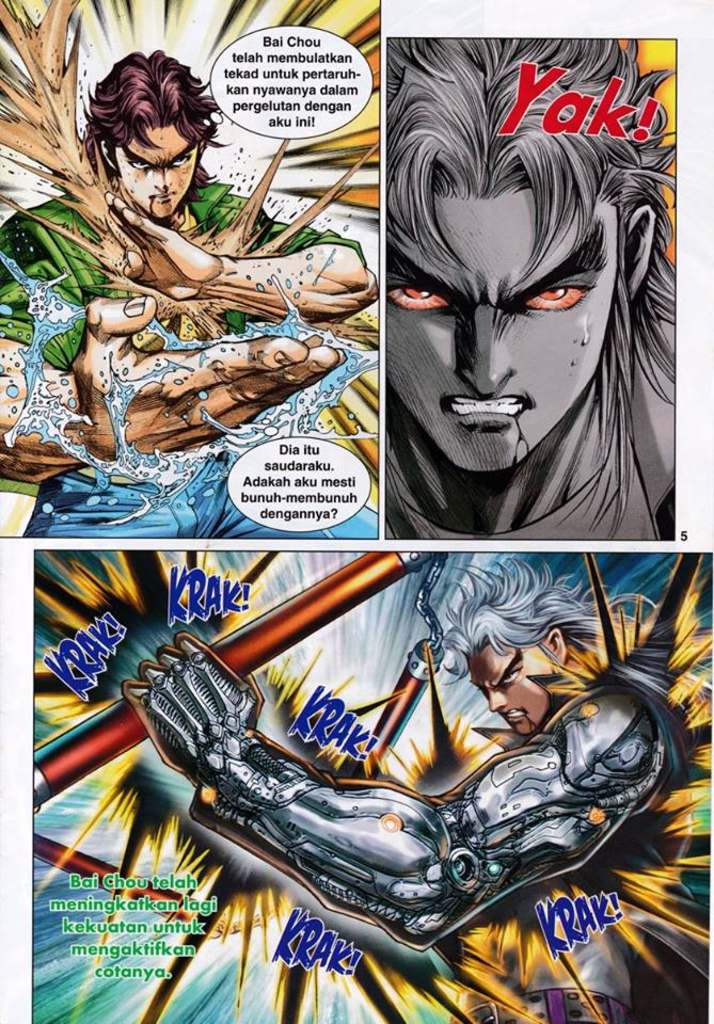 Bai Chou
telah membulatkan
tekad untuk pertaruh-
kan nyawanya dalam
pergelutan dengan
aku ini!
Dia itu
saudaraku.
Adakah aku mesti
bunuh-membunuh
dengannya?
Yak!
5
KRAK!
KRAK!
KRAK!
Bai Chou telah
meningkatkan lagi
kekuatan untuk
mengaktifkan
cotanya.
KRAK!
KRAK!